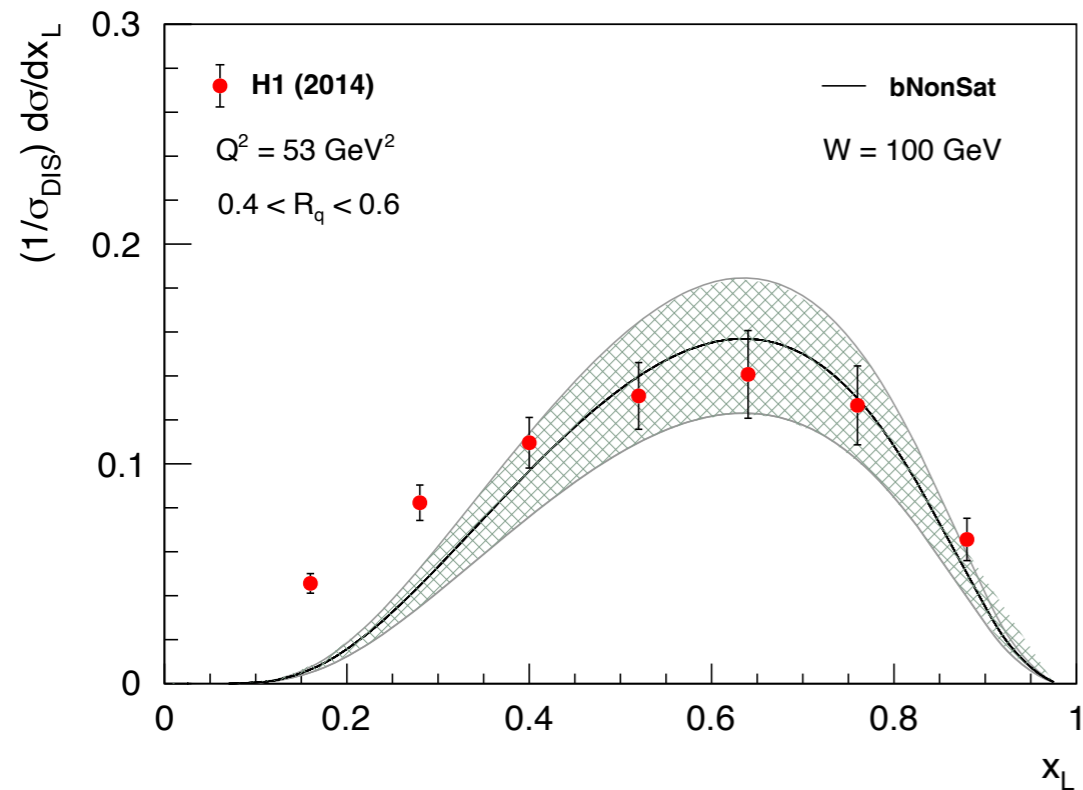 0.3
H1 (2014)
bNonSat
Q² = 53 GeV²
W = 100 GeV
0.4 < R_q < 0.6
(1/σ_DIS) dσ/dx_L
0.2
0.1
0
0 0.2 0.4 0.6 0.8 1
x_L